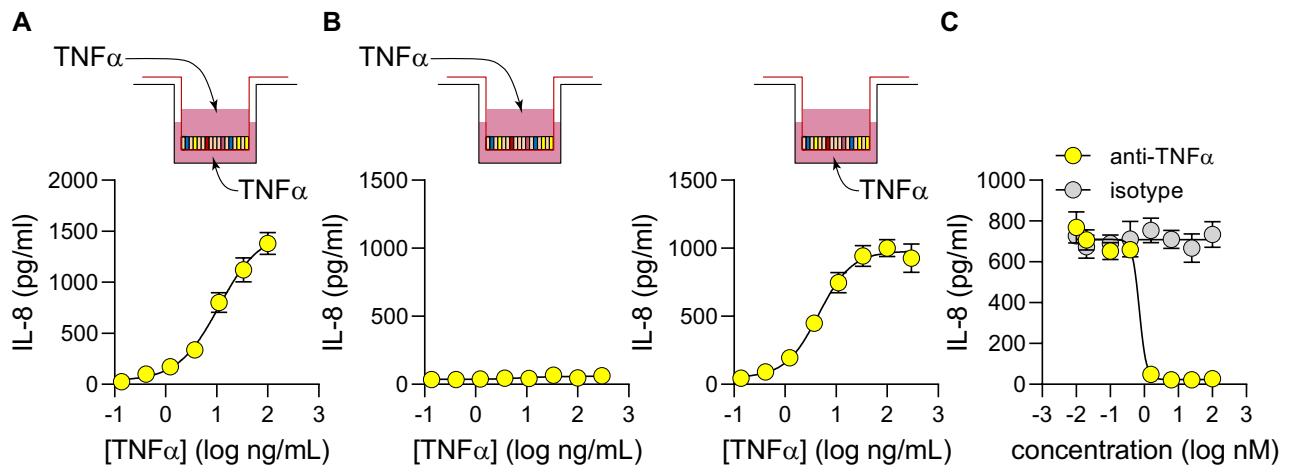 A
B
C
TNFα
TNFα
TNFα
TNFα
anti-TNFα
isotype
2000
1500
1000
500
0
-1 0 1 2 3
IL-8 (pg/ml)
[TNFα] (log ng/mL)
1500
1000
500
0
-1 0 1 2 3
IL-8 (pg/ml)
[TNFα] (log ng/mL)
1500
1000
500
0
-1 0 1 2 3
IL-8 (pg/ml)
[TNFα] (log ng/mL)
1000
800
600
400
200
0
-3 -2 -1 0 1 2 3
IL-8 (pg/ml)
concentration (log nM)